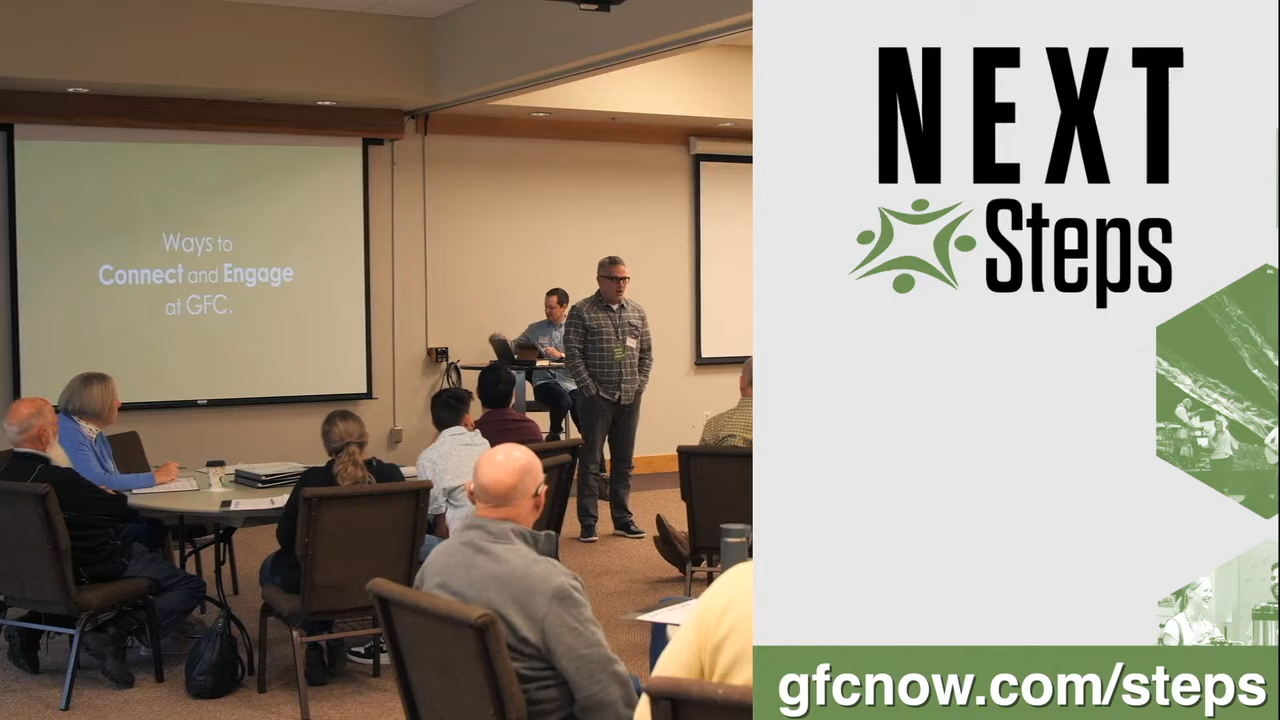 Ways to
Connect and Engage
at GFC.
NEXT
Steps
gfcnow.com/steps